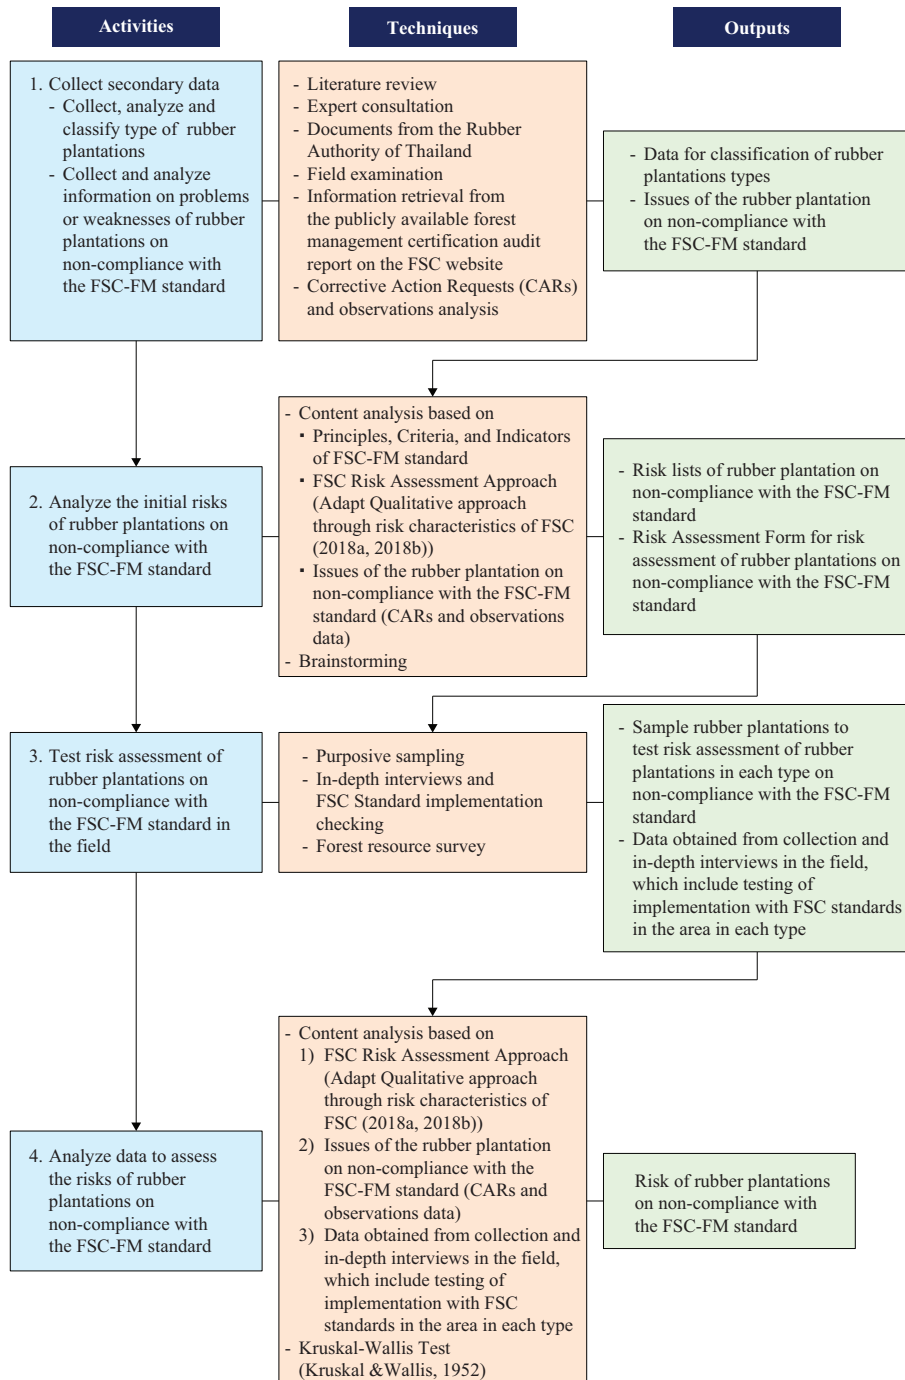 Activities
Techniques
Outputs
1. Collect secondary data
- Collect, analyze and
classify type of rubber
plantations
- Collect and analyze
information on problems
or weaknesses of rubber
plantations on
non-compliance with
the FSC-FM standard
- Literature review
- Expert consultation
- Documents from the Rubber
Authority of Thailand
- Field examination
- Information retrieval from
the publicly available forest
management certification audit
report on the FSC website
- Corrective Action Requests (CARs)
and observations analysis
- Data for classification of rubber
plantations types
- Issues of the rubber plantation
on non-compliance with
the FSC-FM standard
2. Analyze the initial risks
of rubber plantations on
non-compliance with
the FSC-FM standard
- Content analysis based on
▪ Principles, Criteria, and Indicators
of FSC-FM standard
▪ FSC Risk Assessment Approach
(Adapt Qualitative approach
through risk characteristics of FSC
(2018a, 2018b))
▪ Issues of the rubber plantation on
non-compliance with the FSC-FM
standard (CARs and observations
data)
- Brainstorming
- Risk lists of rubber plantation on
non-compliance with the FSC-FM
standard
- Risk Assessment Form for risk
assessment of rubber plantations on
non-compliance with the FSC-FM
standard
3. Test risk assessment of
rubber plantations on
non-compliance with
the FSC-FM standard in
the field
- Purposive sampling
- In-depth interviews and
FSC Standard implementation
checking
- Forest resource survey
- Sample rubber plantations to
test risk assessment of rubber
plantations in each type on
non-compliance with the FSC-FM
standard
- Data obtained from collection and
in-depth interviews in the field,
which include testing of
implementation with FSC standards
in the area in each type
4. Analyze data to assess
the risks of rubber
plantations on
non-compliance with
the FSC-FM standard
- Content analysis based on
1) FSC Risk Assessment Approach
(Adapt Qualitative approach
through risk characteristics of
FSC (2018a, 2018b))
2) Issues of the rubber plantation
on non-compliance with the
FSC-FM standard (CARs and
observations data)
3) Data obtained from collection and
in-depth interviews in the field,
which include testing of
implementation with FSC
standards in the area in each type
- Kruskal-Wallis Test
(Kruskal &Wallis, 1952)
Risk of rubber plantations
on non-compliance with
the FSC-FM standard